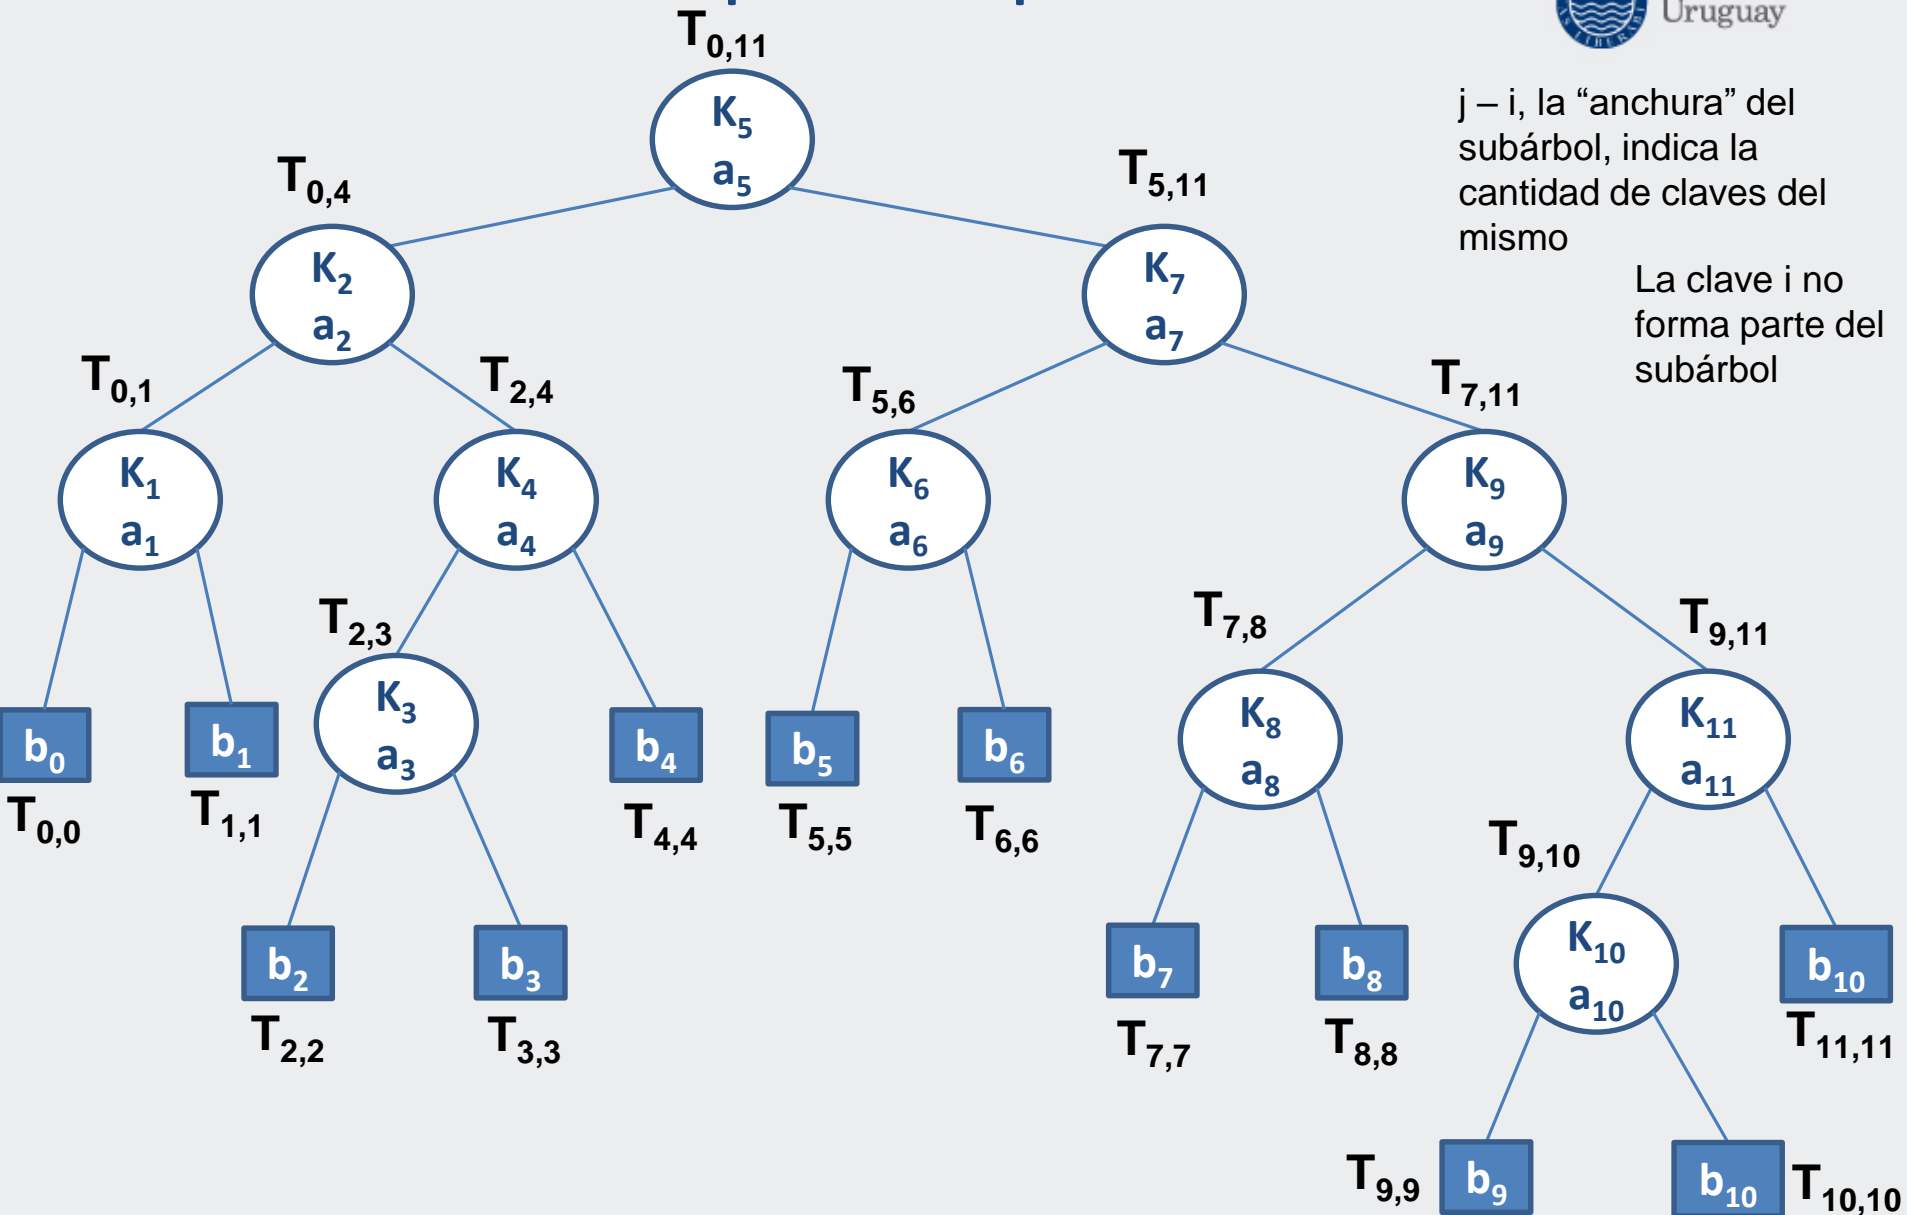 Uruguay
T0,11
K5
a5
j – i, la “anchura” del
subárbol, indica la
cantidad de claves del
mismo
La clave i no
forma parte del
subárbol
T0,4
K2
a2
T5,11
K7
a7
T0,1
K1
a1
T2,4
K4
a4
T5,6
K6
a6
T7,11
K9
a9
T2,3
K3
a3
T7,8
K8
a8
T9,11
K11
a11
b0
T0,0
b1
T1,1
b4
T4,4
b5
T5,5
b6
T6,6
T9,10
K10
a10
b2
T2,2
b3
T3,3
b7
T7,7
b8
T8,8
b10
T11,11
T9,9
b9
b10
T10,10